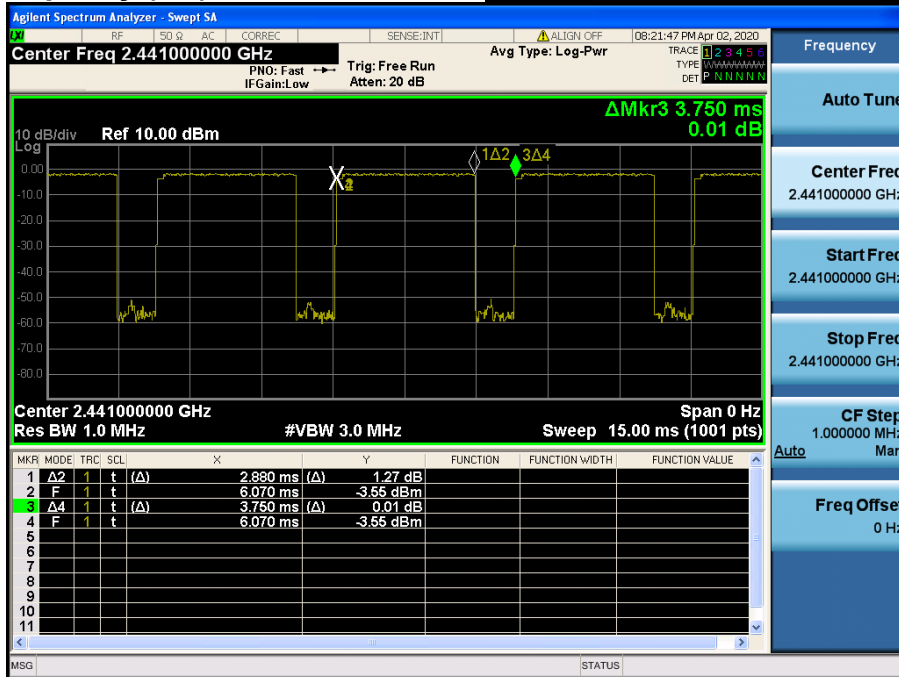 Agilent Spectrum Analyzer - Swept SA
LXI RF 50 Ω AC CORREC SENSE:INT ALIGN OFF 08:21:47 PM Apr 02, 2020
Center Freq 2.441000000 GHz
PNO: Fast
IFGain:Low
Trig: Free Run
Atten: 20 dB
Avg Type: Log-Pwr
TRACE 1 2 3 4 5 6
TYPE
DET P N N N N N
ΔMkr3 3.750 ms
0.01 dB
10 dB/div Ref 10.00 dBm
Log
1Δ2 3Δ4
0.00
-10.0
-20.0
-30.0
-40.0
-50.0
-60.0
-70.0
-80.0
Center 2.441000000 GHz Span 0 Hz
Res BW 1.0 MHz #VBW 3.0 MHz Sweep 15.00 ms (1001 pts)
MKR MODE TRC SCL X Y FUNCTION FUNCTION WIDTH FUNCTION VALUE
1 Δ2 1 t (Δ) 2.880 ms (Δ) 1.27 dB
2 F 1 t 6.070 ms -3.55 dBm
3 Δ4 1 t (Δ) 3.750 ms (Δ) 0.01 dB
4 F 1 t 6.070 ms -3.55 dBm
5
6
7
8
9
10
11
MSG STATUS
Frequency
Auto Tune
Center Freq
2.441000000 GHz
Start Freq
2.441000000 GHz
Stop Freq
2.441000000 GHz
CF Step
1.000000 MHz
Auto Man
Freq Offset
0 Hz